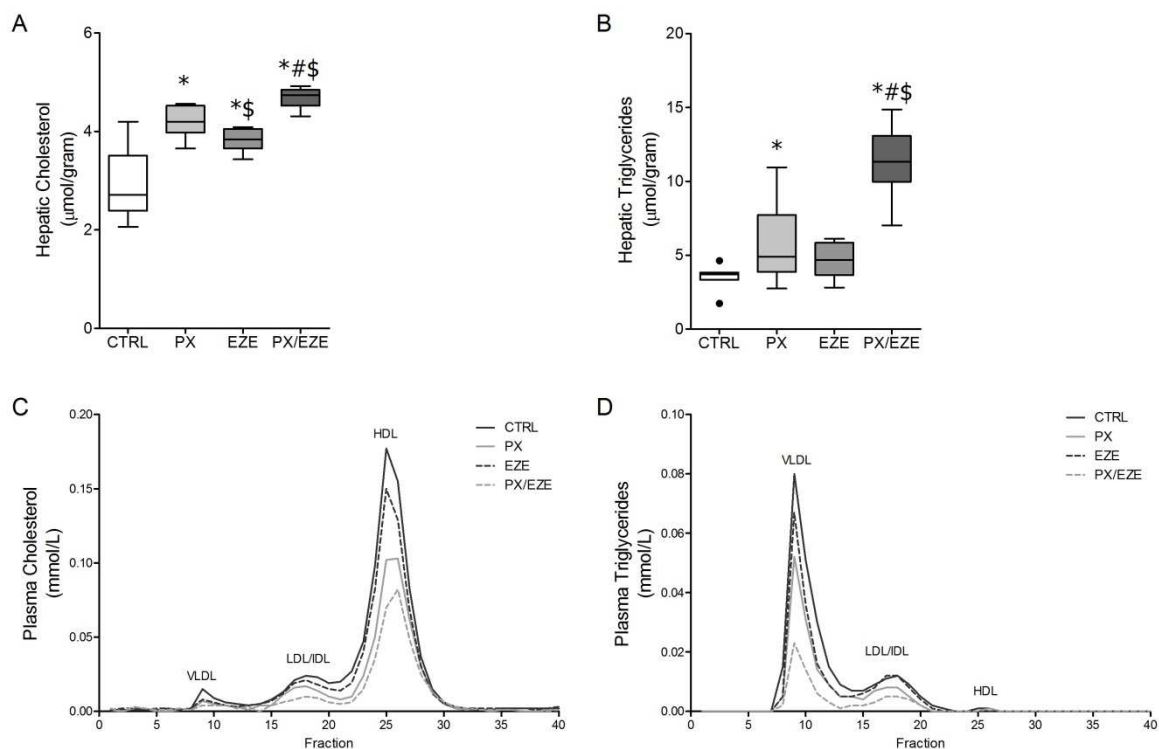 A
Hepatic Cholesterol
(μmol/gram)
6
4
2
0
*
*$
*#$
CTRL PX EZE PX/EZE
B
Hepatic Triglycerides
(μmol/gram)
20
15
10
5
0
*
*#$
CTRL PX EZE PX/EZE
C
Plasma Cholesterol
(mmol/L)
0.20
0.15
0.10
0.05
0.00
VLDL
LDL/IDL
HDL
CTRL
PX
EZE
PX/EZE
0 5 10 15 20 25 30 35 40
Fraction
D
Plasma Triglycerides
(mmol/L)
0.10
0.08
0.06
0.04
0.02
0.00
VLDL
LDL/IDL
HDL
CTRL
PX
EZE
PX/EZE
0 5 10 15 20 25 30 35 40
Fraction